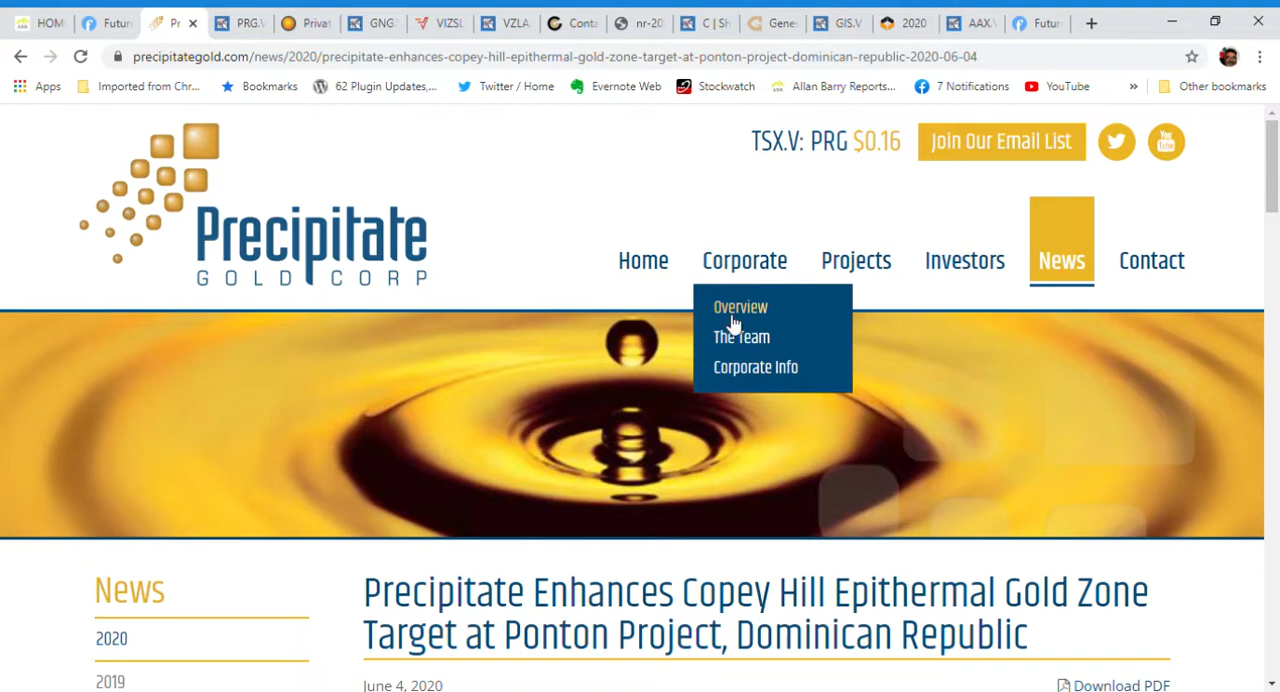 HOM
Futur
Pr
PRG.V
Privat
GNG.
VIZSL
VZLA
Conta
nr-20
C | Sh
Gene
GIS.V
2020
AAX.
Futur
precipitategold.com/news/2020/precipitate-enhances-copey-hill-epithermal-gold-zone-target-at-ponton-project-dominican-republic-2020-06-04
Apps
Imported from Chr...
Bookmarks
62 Plugin Updates,...
Twitter / Home
Evernote Web
Stockwatch
Allan Barry Reports...
7 Notifications
YouTube
»
Other bookmarks
TSX.V: PRG $0.16
Join Our Email List
You Tube
Precipitate
GOLD CORP
Home
Corporate
Projects
Investors
News
Contact
Overview
The Team
Corporate Info
News
2020
2019
Precipitate Enhances Copey Hill Epithermal Gold Zone
Target at Ponton Project, Dominican Republic
June 4, 2020
Download PDF